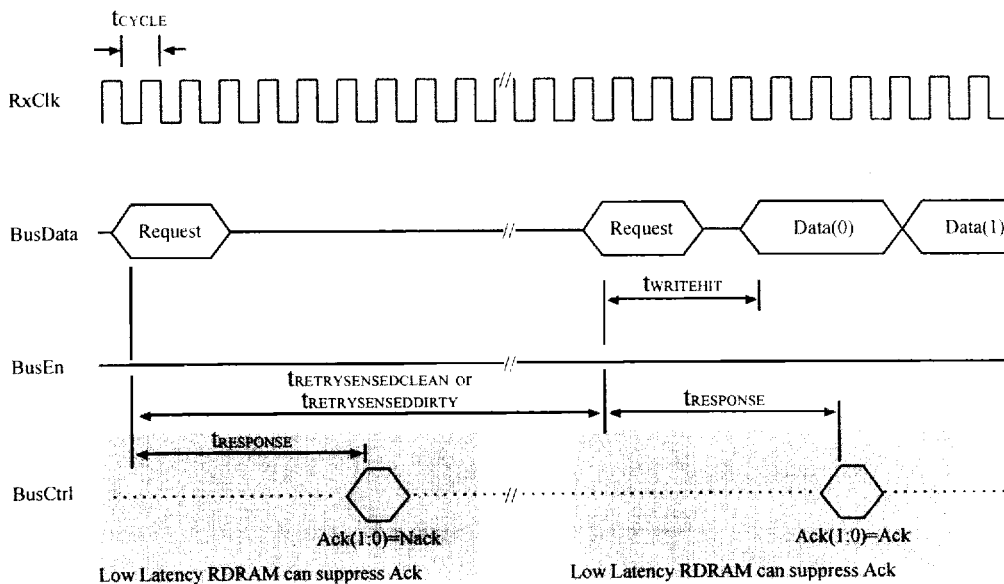 tCYCLE
RxClk
BusData
Request
Request
Data(0)
Data(1)
tWRITEHIT
BusEn
tRETRYSENSEDCLEAN or
tRETRYSENSEDDIRTY
tRESPONSE
tRESPONSE
BusCtrl
Ack(1:0)=Nack
Ack(1:0)=Ack
Low Latency RDRAM can suppress Ack
Low Latency RDRAM can suppress Ack